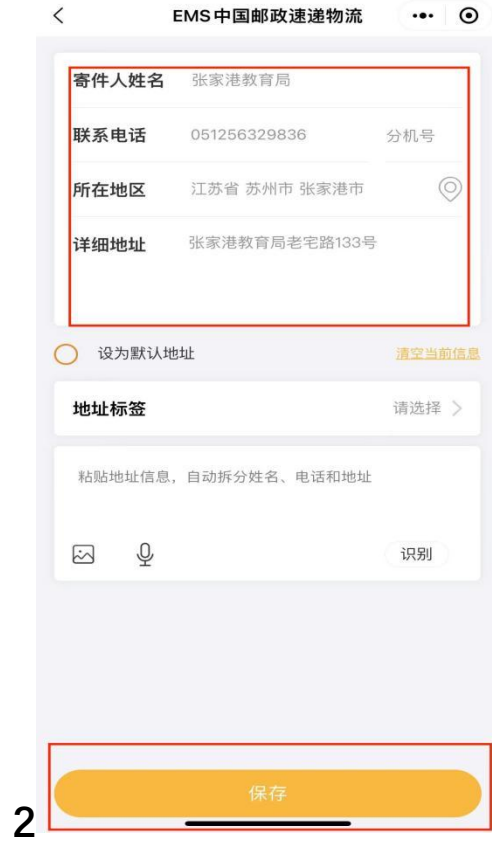 EMS中国邮政速递物流
寄件人姓名 张家港教育局
联系电话 051256329836 分机号
所在地区 江苏省 苏州市 张家港市
详细地址 张家港教育局老宅路133号
设为默认地址 清空当前信息
地址标签 请选择
粘贴地址信息，自动拆分姓名、电话和地址
识别
保存
2